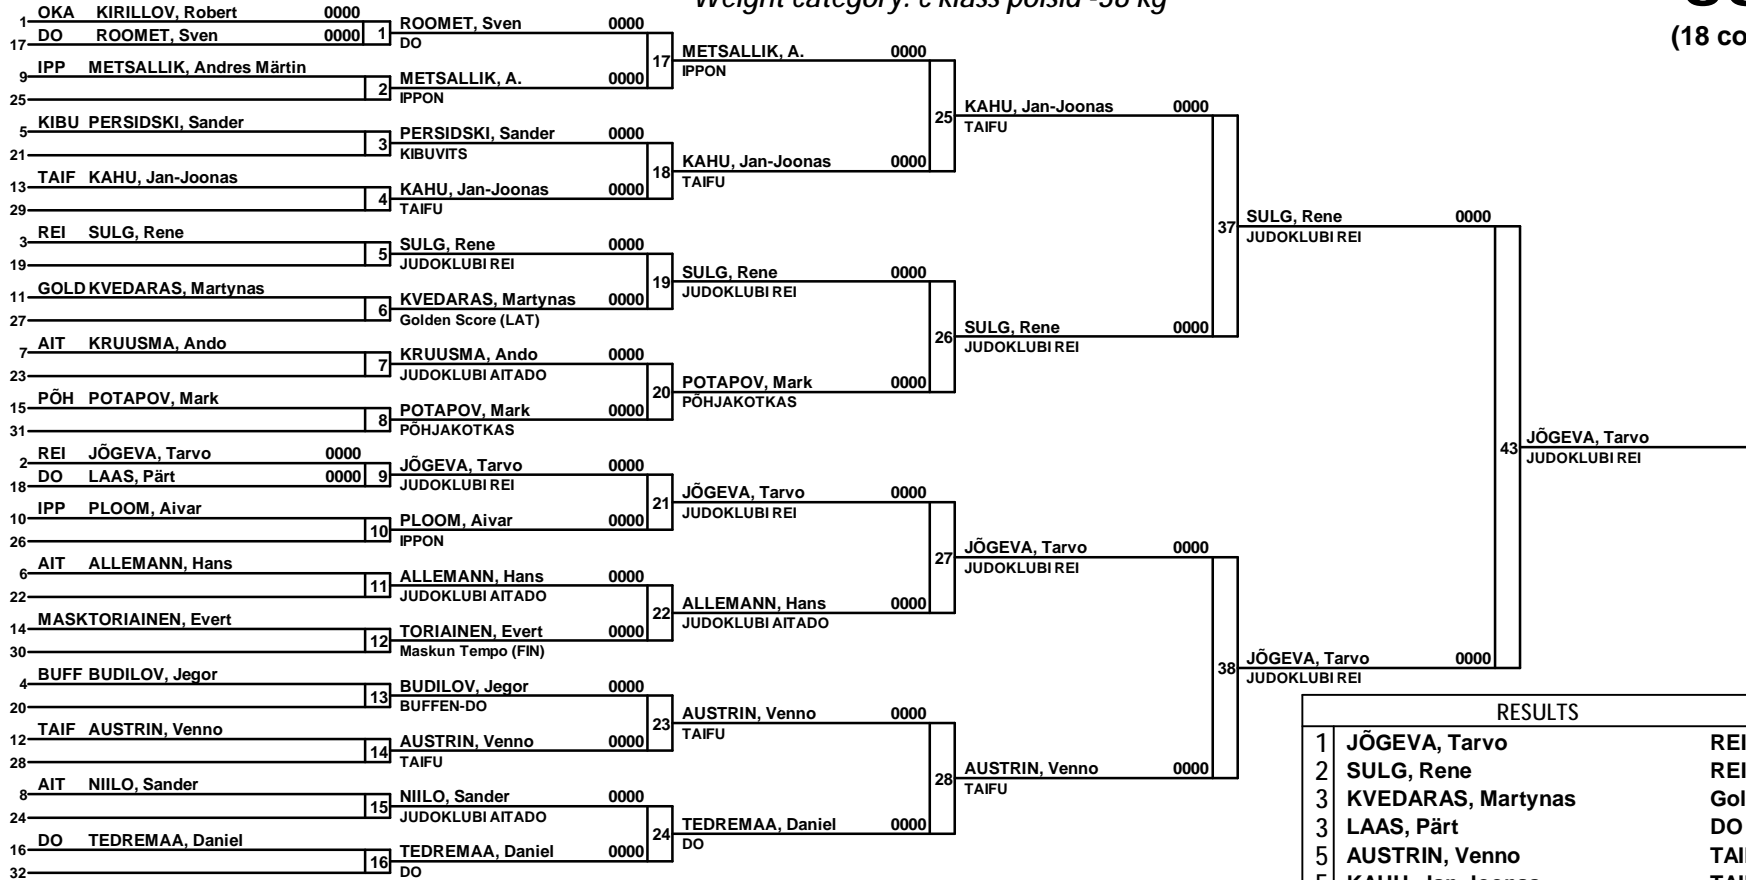 Weight category: c klass poisid -38 kg
(18 co
1 OKA KIRILLOV, Robert 0000
17 DO ROOMET, Sven 0000 1
9 IPP METSALLIK, Andres Märtin
25 2
5 KIBU PERSIDSKI, Sander
21 3
13 TAIF KAHU, Jan-Joonas
29 4
3 REI SULG, Rene
19 5
11 GOLD KVEDARAS, Martynas
27 6
7 AIT KRUUSMA, Ando
23 7
15 PÕH POTAPOV, Mark
31 8
2 REI JÕGEVA, Tarvo 0000
18 DO LAAS, Pärt 0000 9
10 IPP PLOOM, Aivar
26 10
6 AIT ALLEMANN, Hans
22 11
14 MASK TORIAINEN, Evert
30 12
4 BUFF BUDILOV, Jegor
20 13
12 TAIF AUSTRIN, Venno
28 14
8 AIT NIILO, Sander
24 15
16 DO TEDREMAA, Daniel
32 16
ROOMET, Sven 0000
DO
17
METSALLIK, A. 0000
IPPON
PERSIDSKI, Sander 0000
KIBUVITS
18
KAHU, Jan-Joonas 0000
TAIFU
SULG, Rene 0000
JUDOKLUBI REI
19
KVEDARAS, Martynas 0000
Golden Score (LAT)
KRUUSMA, Ando 0000
JUDOKLUBI AITADO
20
POTAPOV, Mark 0000
PÕHJAKOTKAS
JÕGEVA, Tarvo 0000
JUDOKLUBI REI
21
PLOOM, Aivar 0000
IPPON
ALLEMANN, Hans 0000
JUDOKLUBI AITADO
22
TORIAINEN, Evert 0000
Maskun Tempo (FIN)
BUDILOV, Jegor 0000
BUFFEN-DO
23
AUSTRIN, Venno 0000
TAIFU
NIILO, Sander 0000
JUDOKLUBI AITADO
24
TEDREMAA, Daniel 0000
DO
METSALLIK, A. 0000
IPPON
25
KAHU, Jan-Joonas 0000
TAIFU
SULG, Rene 0000
JUDOKLUBI REI
26
POTAPOV, Mark 0000
PÕHJAKOTKAS
JÕGEVA, Tarvo 0000
JUDOKLUBI REI
27
ALLEMANN, Hans 0000
JUDOKLUBI AITADO
AUSTRIN, Venno 0000
TAIFU
28
TEDREMAA, Daniel 0000
DO
KAHU, Jan-Joonas 0000
TAIFU
37
SULG, Rene 0000
JUDOKLUBI REI
JÕGEVA, Tarvo 0000
JUDOKLUBI REI
38
AUSTRIN, Venno 0000
TAIFU
SULG, Rene 0000
JUDOKLUBI REI
43
JÕGEVA, Tarvo 0000
JUDOKLUBI REI
JÕGEVA, Tarvo
JUDOKLUBI REI
RESULTS
1 JÕGEVA, Tarvo REI
2 SULG, Rene REI
3 KVEDARAS, Martynas Gol
3 LAAS, Pärt DO
5 AUSTRIN, Venno TAI
5 KAHU, Jan-Joonas TAI